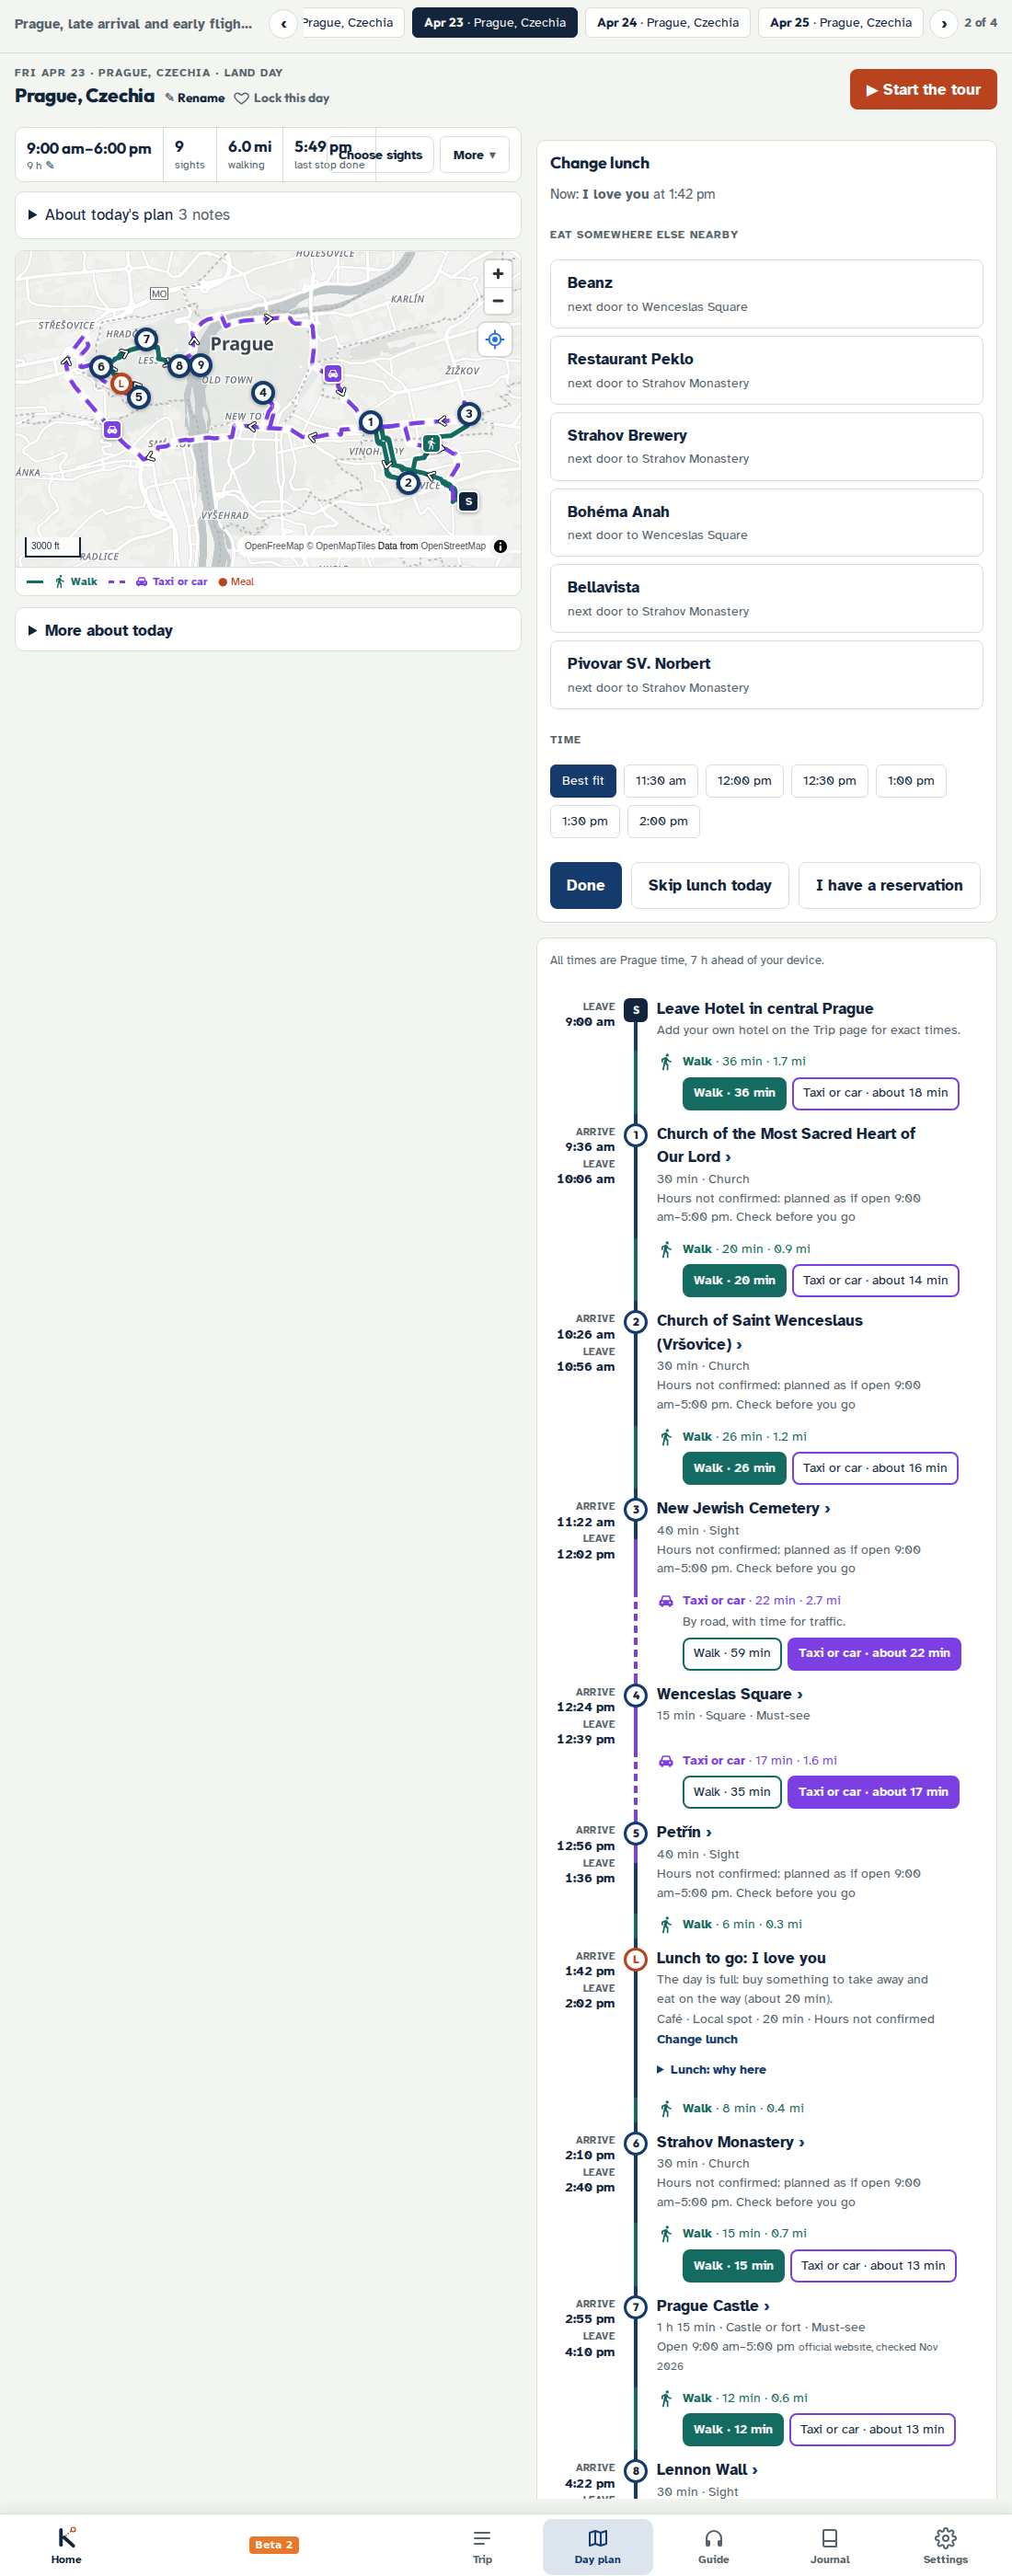 Prague, late arrival and early fligh...
‹
Prague, Czechia
Apr 23 · Prague, Czechia
Apr 24 · Prague, Czechia
Apr 25 · Prague, Czechia
›
2 of 4
FRI APR 23 · PRAGUE, CZECHIA · LAND DAY
Prague, Czechia
✎ Rename
Lock this day
▶ Start the tour
9:00 am–6:00 pm
9 h ✎
9
sights
6.0 mi
walking
5:49 pm
last stop done
Choose sights
More ▾
▶ About today's plan 3 notes
HOLEŠOVICE
MO
KARLÍN
STŘEŠOVICE
Prague
OLD TOWN
ŽIŽKOV
7
6
8
9
L
5
4
1
3
2
S
VYŠEHRAD
3000 ft
RADLICE
OpenFreeMap © OpenMapTiles Data from OpenStreetMap
Walk
Taxi or car
Meal
▶ More about today
Change lunch
Now: I love you at 1:42 pm
EAT SOMEWHERE ELSE NEARBY
Beanz
next door to Wenceslas Square
Restaurant Peklo
next door to Strahov Monastery
Strahov Brewery
next door to Strahov Monastery
Bohéma Anah
next door to Wenceslas Square
Bellavista
next door to Strahov Monastery
Pivovar SV. Norbert
next door to Strahov Monastery
TIME
Best fit
11:30 am
12:00 pm
12:30 pm
1:00 pm
1:30 pm
2:00 pm
Done
Skip lunch today
I have a reservation
All times are Prague time, 7 h ahead of your device.
LEAVE
9:00 am
S
Leave Hotel in central Prague
Add your own hotel on the Trip page for exact times.
Walk · 36 min · 1.7 mi
Walk · 36 min
Taxi or car · about 18 min
ARRIVE
9:36 am
LEAVE
10:06 am
1
Church of the Most Sacred Heart of
Our Lord ›
30 min · Church
Hours not confirmed: planned as if open 9:00
am–5:00 pm. Check before you go
Walk · 20 min · 0.9 mi
Walk · 20 min
Taxi or car · about 14 min
ARRIVE
10:26 am
LEAVE
10:56 am
2
Church of Saint Wenceslaus
(Vršovice) ›
30 min · Church
Hours not confirmed: planned as if open 9:00
am–5:00 pm. Check before you go
Walk · 26 min · 1.2 mi
Walk · 26 min
Taxi or car · about 16 min
ARRIVE
11:22 am
LEAVE
12:02 pm
3
New Jewish Cemetery ›
40 min · Sight
Hours not confirmed: planned as if open 9:00
am–5:00 pm. Check before you go
Taxi or car · 22 min · 2.7 mi
By road, with time for traffic.
Walk · 59 min
Taxi or car · about 22 min
ARRIVE
12:24 pm
LEAVE
12:39 pm
4
Wenceslas Square ›
15 min · Square · Must-see
Taxi or car · 17 min · 1.6 mi
Walk · 35 min
Taxi or car · about 17 min
ARRIVE
12:56 pm
LEAVE
1:36 pm
5
Petřín ›
40 min · Sight
Hours not confirmed: planned as if open 9:00
am–5:00 pm. Check before you go
Walk · 6 min · 0.3 mi
ARRIVE
1:42 pm
LEAVE
2:02 pm
L
Lunch to go: I love you
The day is full: buy something to take away and
eat on the way (about 20 min).
Café · Local spot · 20 min · Hours not confirmed
Change lunch
▶ Lunch: why here
Walk · 8 min · 0.4 mi
ARRIVE
2:10 pm
LEAVE
2:40 pm
6
Strahov Monastery ›
30 min · Church
Hours not confirmed: planned as if open 9:00
am–5:00 pm. Check before you go
Walk · 15 min · 0.7 mi
Walk · 15 min
Taxi or car · about 13 min
ARRIVE
2:55 pm
LEAVE
4:10 pm
7
Prague Castle ›
1 h 15 min · Castle or fort · Must-see
Open 9:00 am–5:00 pm official website, checked Nov
2026
Walk · 12 min · 0.6 mi
Walk · 12 min
Taxi or car · about 13 min
ARRIVE
4:22 pm
8
Lennon Wall ›
30 min · Sight
Home
Beta 2
Trip
Day plan
Guide
Journal
Settings